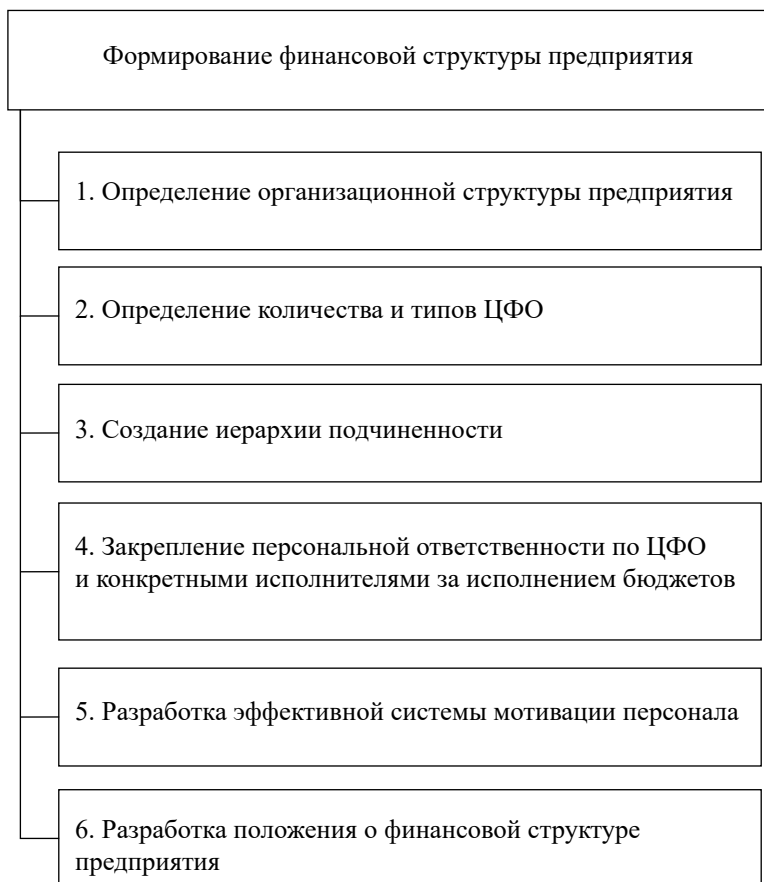 Формирование финансовой структуры предприятия
1. Определение организационной структуры предприятия
2. Определение количества и типов ЦФО
3. Создание иерархии подчиненности
4. Закрепление персональной ответственности по ЦФО
и конкретными исполнителями за исполнением бюджетов
5. Разработка эффективной системы мотивации персонала
6. Разработка положения о финансовой структуре
предприятия